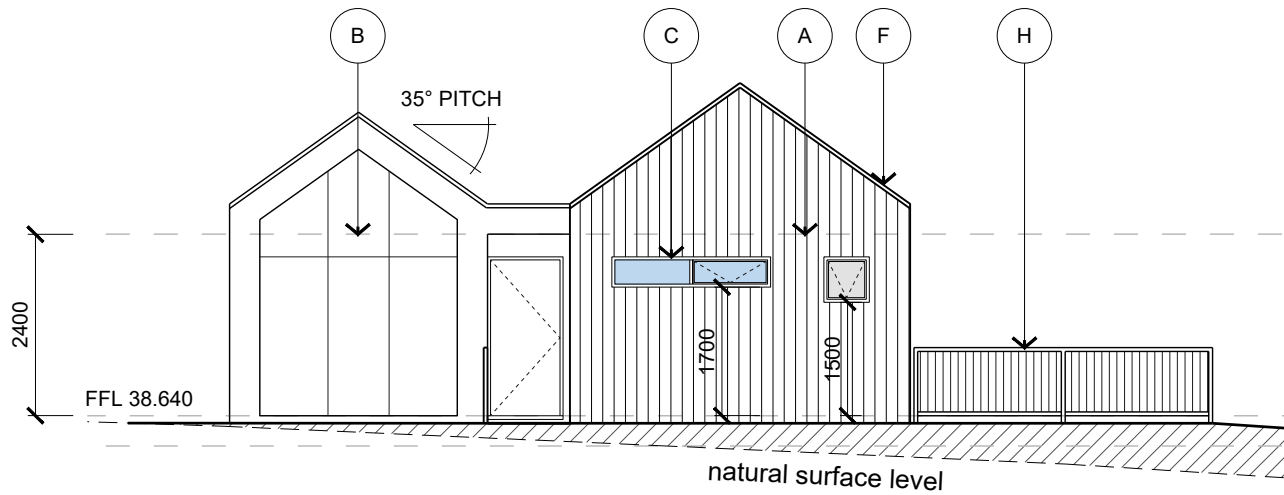 B
C
A
F
H
35° PITCH
2400
1700
1500
FFL 38.640
natural surface level